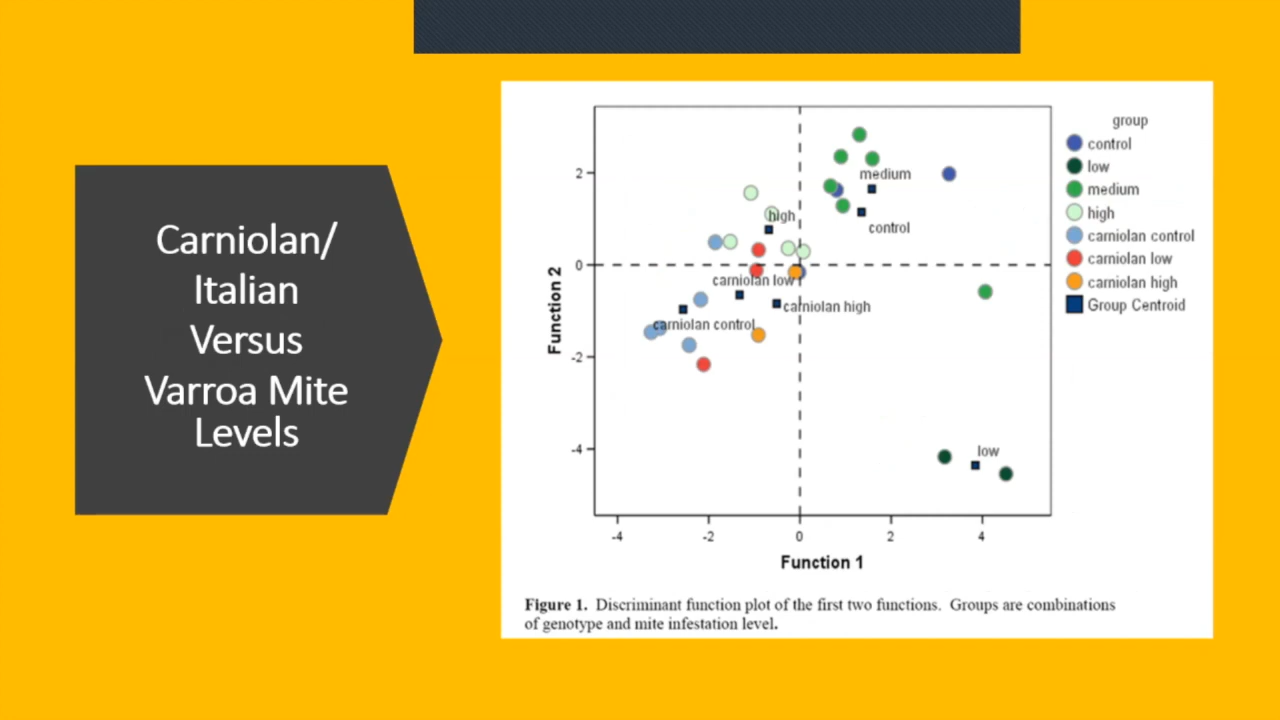 Carniolan/
Italian
Versus
Varroa Mite
Levels
group
control
low
medium
high
carniolan control
carniolan low
carniolan high
Group Centroid
2
0
-2
-4
Function 2
medium
control
high
carniolan low
carniolan high
carniolan control
low
-4
-2
0
2
4
Function 1
Figure 1. Discriminant function plot of the first two functions. Groups are combinations
of genotype and mite infestation level.